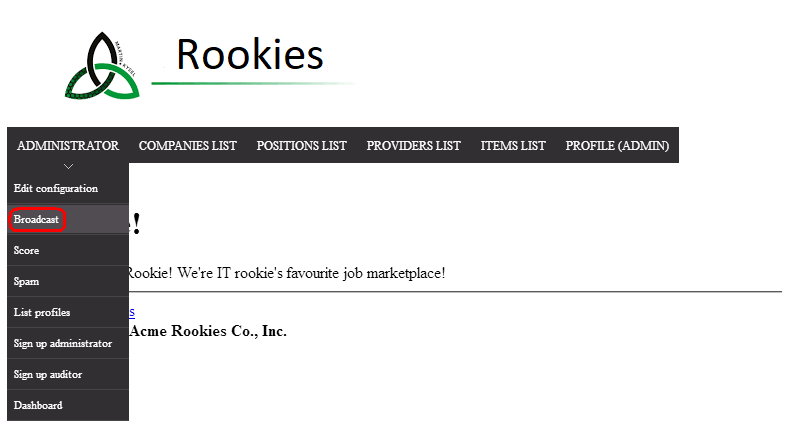 Rookies
ADMINISTRATOR COMPANIES LIST POSITIONS LIST PROVIDERS LIST ITEMS LIST PROFILE (ADMIN)
Edit configuration
Broadcast
!
Score
Rookie! We're IT rookie's favourite job marketplace!
Spam
List profiles
s
Acme Rookies Co., Inc.
Sign up administrator
Sign up auditor
Dashboard